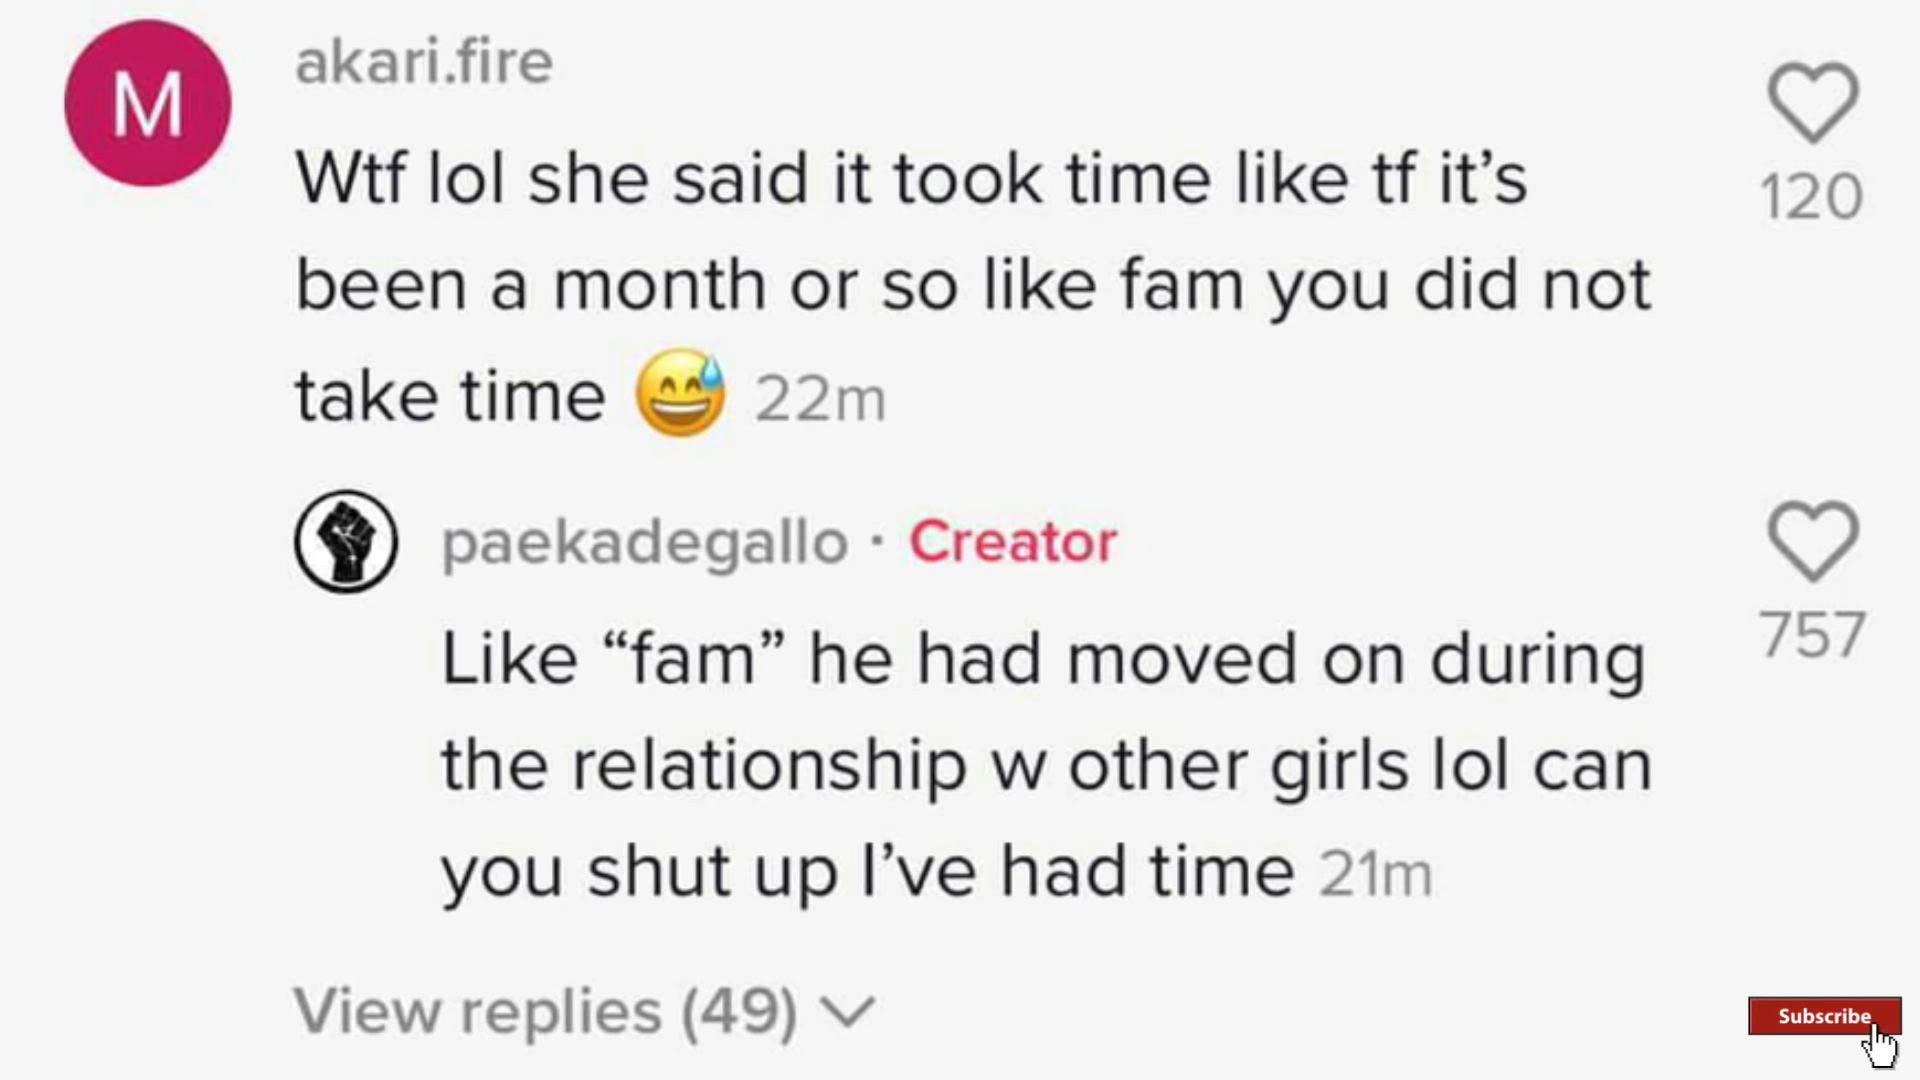 M
akari.fire
Wtf lol she said it took time like tf it’s
been a month or so like fam you did not
take time 😅 22m
120
paekadegallo · Creator
Like “fam” he had moved on during
the relationship w other girls lol can
you shut up I’ve had time 21m
757
View replies (49)
Subscribe